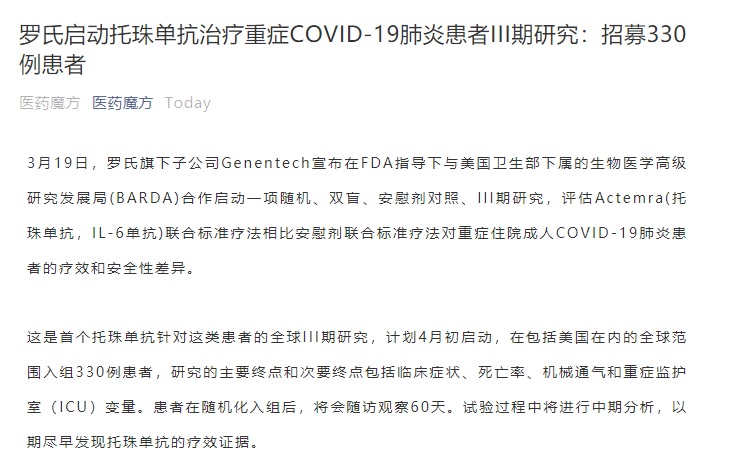 罗氏启动托珠单抗治疗重症COVID-19肺炎患者III期研究：招募330
例患者
医药魔方 医药魔方 Today
3月19日，罗氏旗下子公司Genentech宣布在FDA指导下与美国卫生部下属的生物医学高级
研究发展局(BARDA)合作启动一项随机、双盲、安慰剂对照、III期研究，评估Actemra(托
珠单抗，IL-6单抗)联合标准疗法相比安慰剂联合标准疗法对重症住院成人COVID-19肺炎患
者的疗效和安全性差异。
这是首个托珠单抗针对这类患者的全球III期研究，计划4月初启动，在包括美国在内的全球范
围入组330例患者，研究的主要终点和次要终点包括临床症状、死亡率、机械通气和重症监护
室（ICU）变量。患者在随机化入组后，将会随访观察60天。试验过程中将进行中期分析，以
期尽早发现托珠单抗的疗效证据。